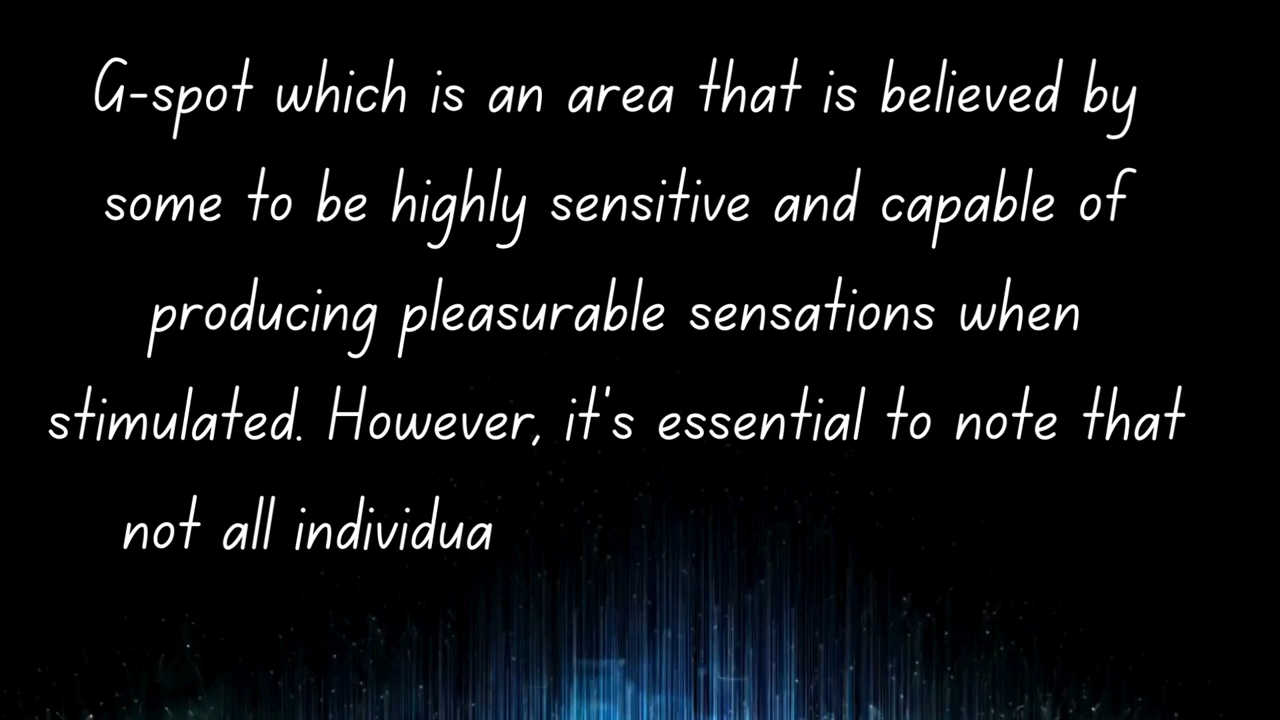 G-spot which is an area that is believed by
some to be highly sensitive and capable of
producing pleasurable sensations when
stimulated. However, it's essential to note that
not all individua